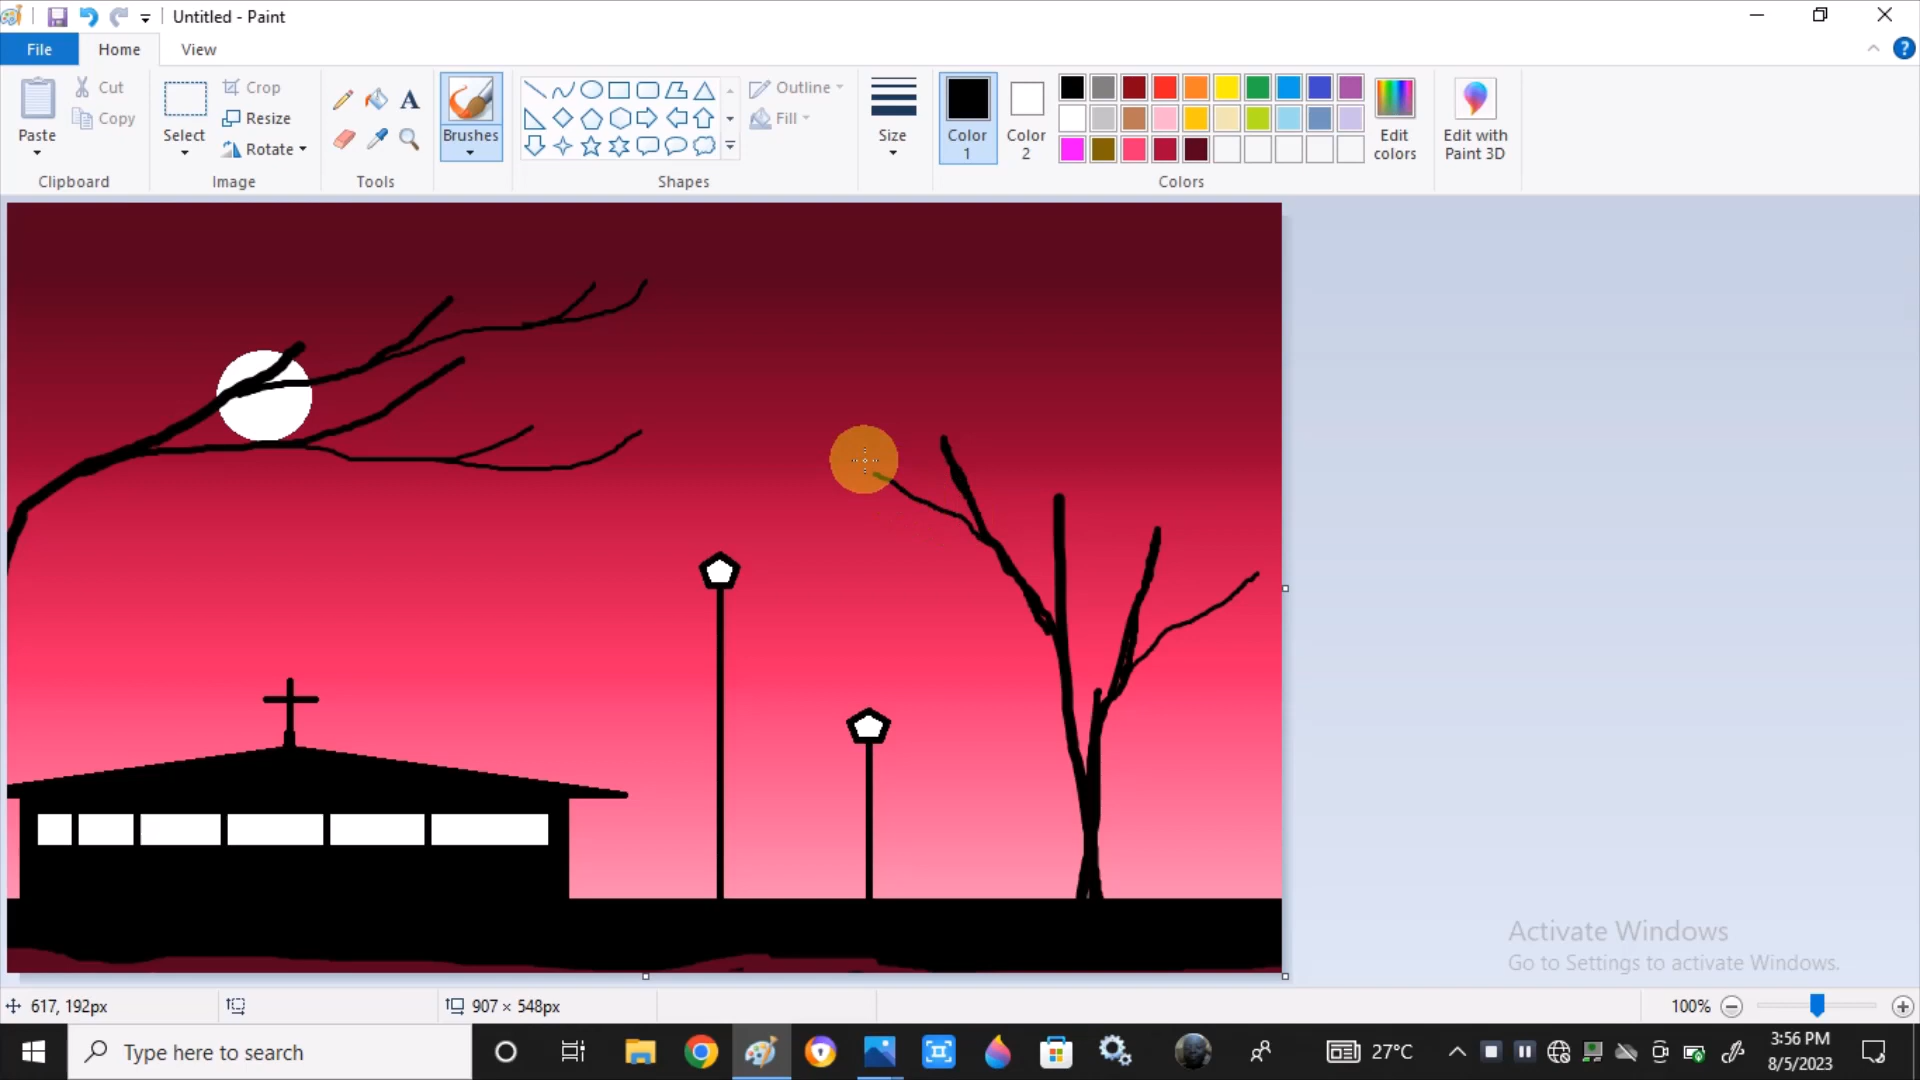 Untitled - Paint
File Home View
Paste
Cut
Copy
Clipboard
Select
Crop
Resize
Rotate
Image
Tools
Brushes
Shapes
Outline
Fill
Size
Color 1
Color 2
Colors
Edit colors
Edit with Paint 3D
Activate Windows
Go to Settings to activate Windows.
617, 192px
907 × 548px
100%
Type here to search
27°C
3:56 PM
8/5/2023